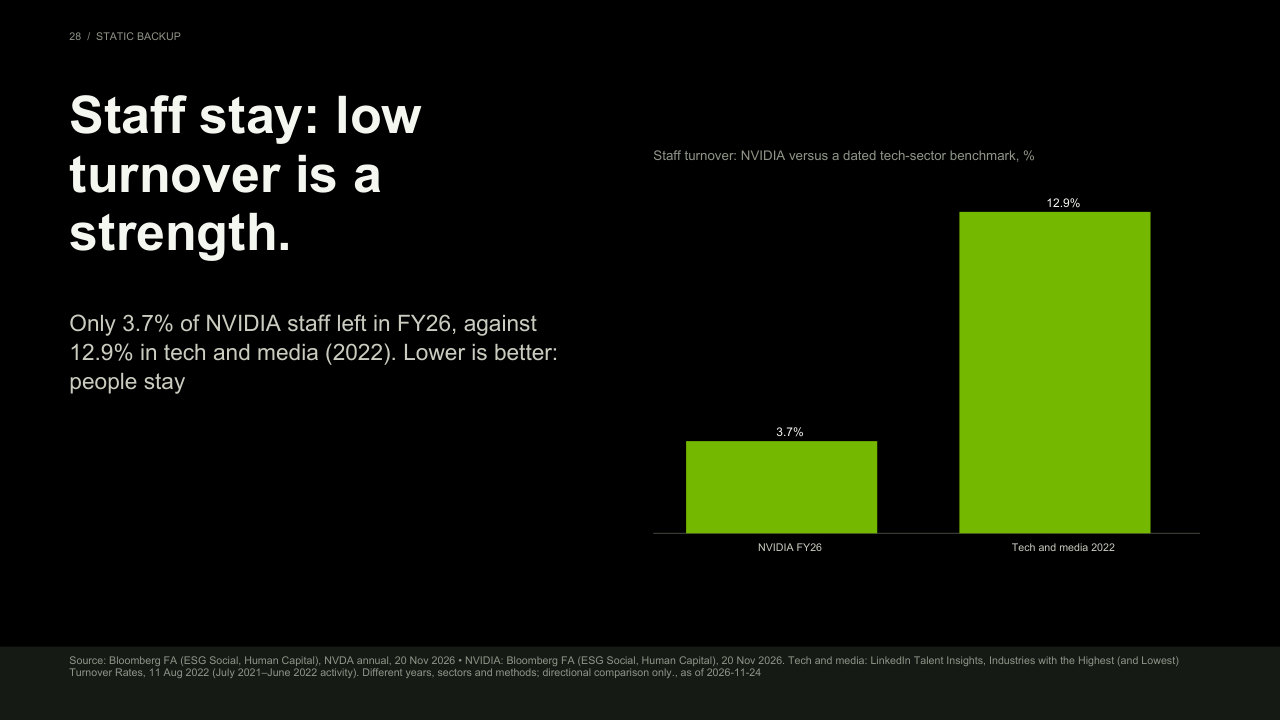 28 / STATIC BACKUP
Staff stay: low
turnover is a
strength.
Only 3.7% of NVIDIA staff left in FY26, against
12.9% in tech and media (2022). Lower is better:
people stay
Staff turnover: NVIDIA versus a dated tech-sector benchmark, %
12.9%
3.7%
NVIDIA FY26
Tech and media 2022
Source: Bloomberg FA (ESG Social, Human Capital), NVDA annual, 20 Nov 2026 • NVIDIA: Bloomberg FA (ESG Social, Human Capital), 20 Nov 2026. Tech and media: LinkedIn Talent Insights, Industries with the Highest (and Lowest)
Turnover Rates, 11 Aug 2022 (July 2021–June 2022 activity). Different years, sectors and methods; directional comparison only., as of 2026-11-24